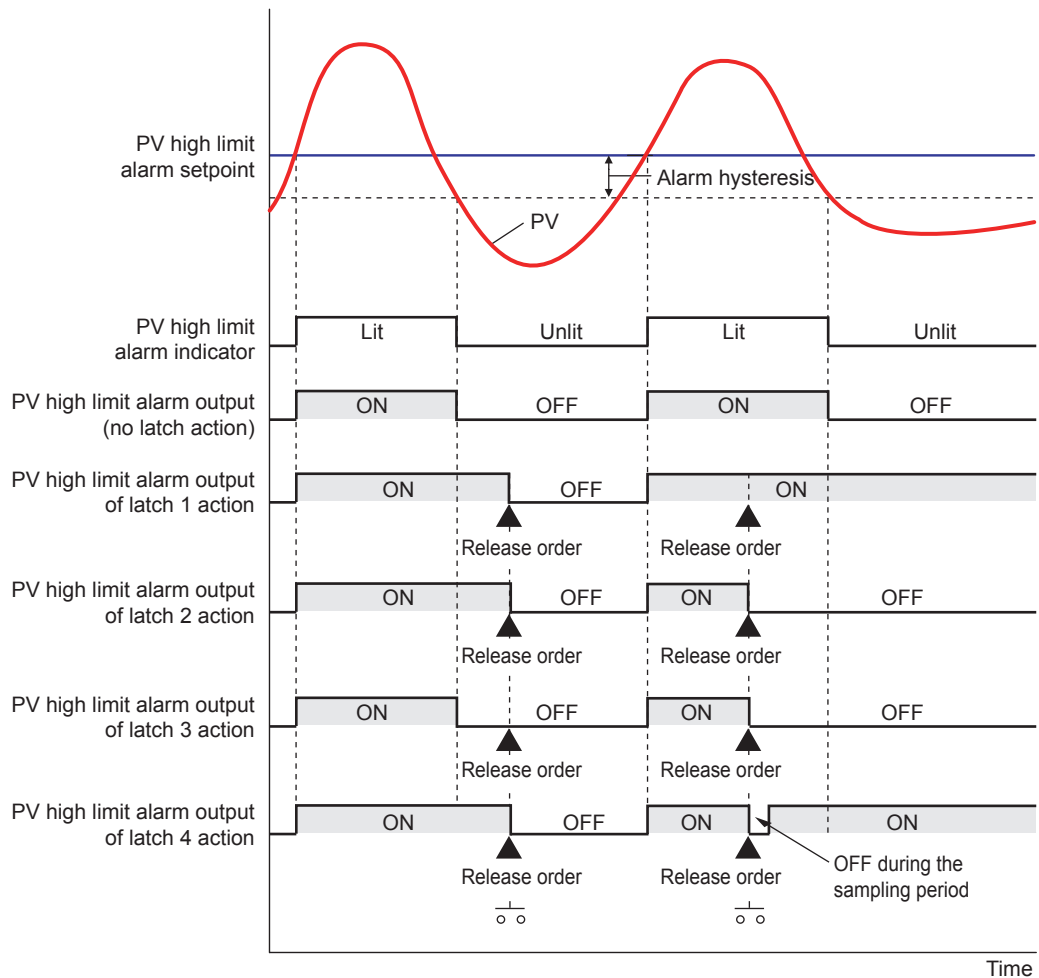 PV high limit
alarm setpoint
Alarm hysteresis
PV
PV high limit
alarm indicator
Lit
Unlit
Lit
Unlit
PV high limit alarm output
(no latch action)
ON
OFF
ON
OFF
PV high limit alarm output
of latch 1 action
ON
OFF
ON
Release order
Release order
PV high limit alarm output
of latch 2 action
ON
OFF
ON
OFF
Release order
Release order
PV high limit alarm output
of latch 3 action
ON
OFF
ON
OFF
Release order
Release order
PV high limit alarm output
of latch 4 action
ON
OFF
ON
ON
Release order
Release order
OFF during the
sampling period
Time